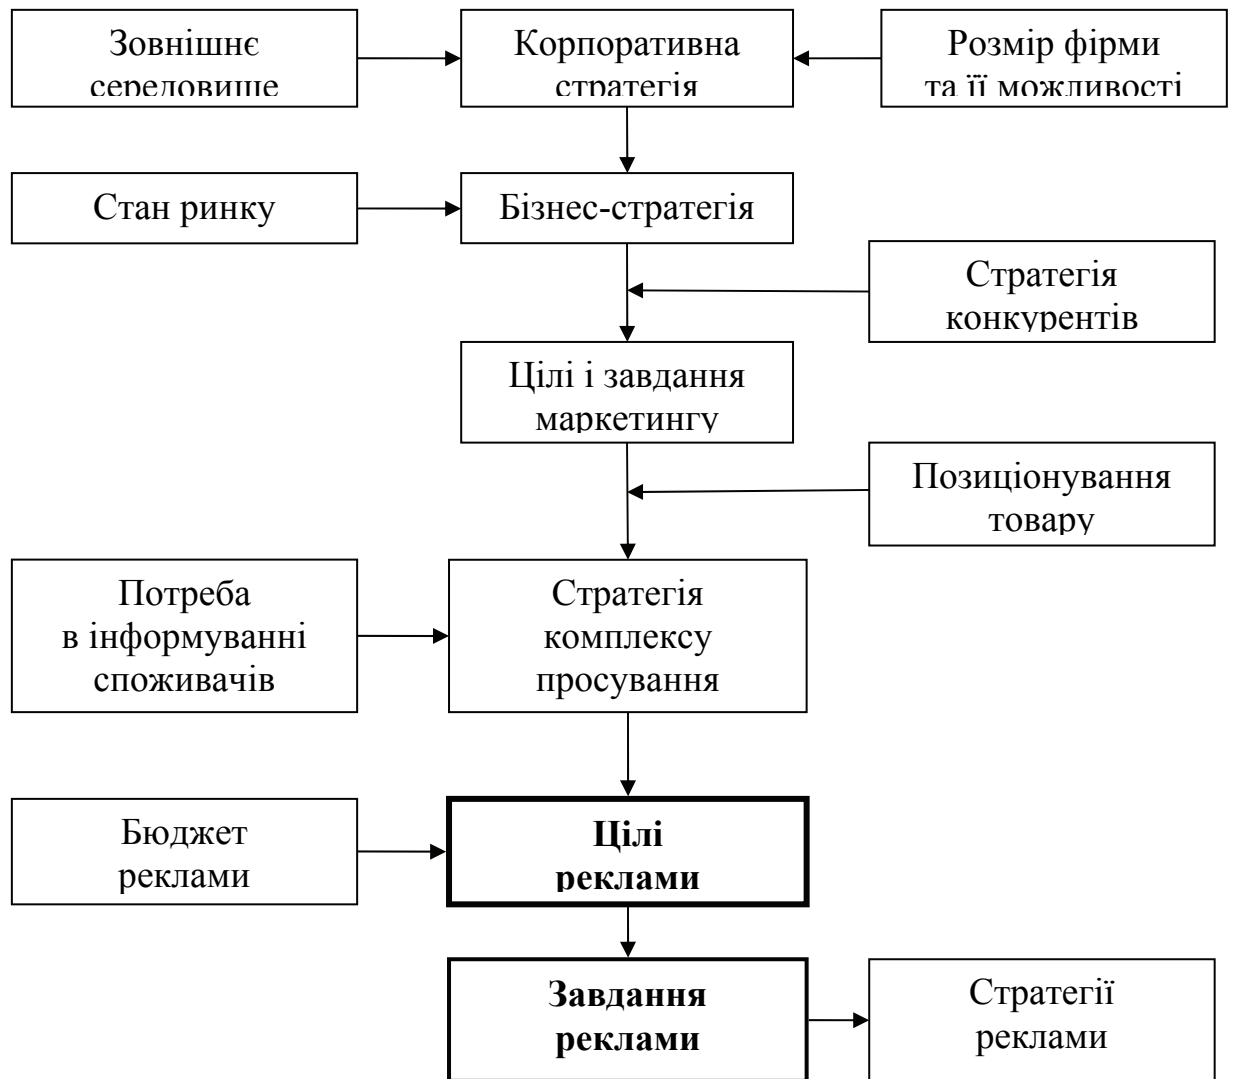 Зовнішнє
середовище
Корпоративна
стратегія
Розмір фірми
та її можливості
Стан ринку
Бізнес-стратегія
Стратегія
конкурентів
Цілі і завдання
маркетингу
Позиціонування
товару
Потреба
в інформуванні
споживачів
Стратегія
комплексу
просування
Бюджет
реклами
Цілі
реклами
Завдання
реклами
Стратегії
реклами